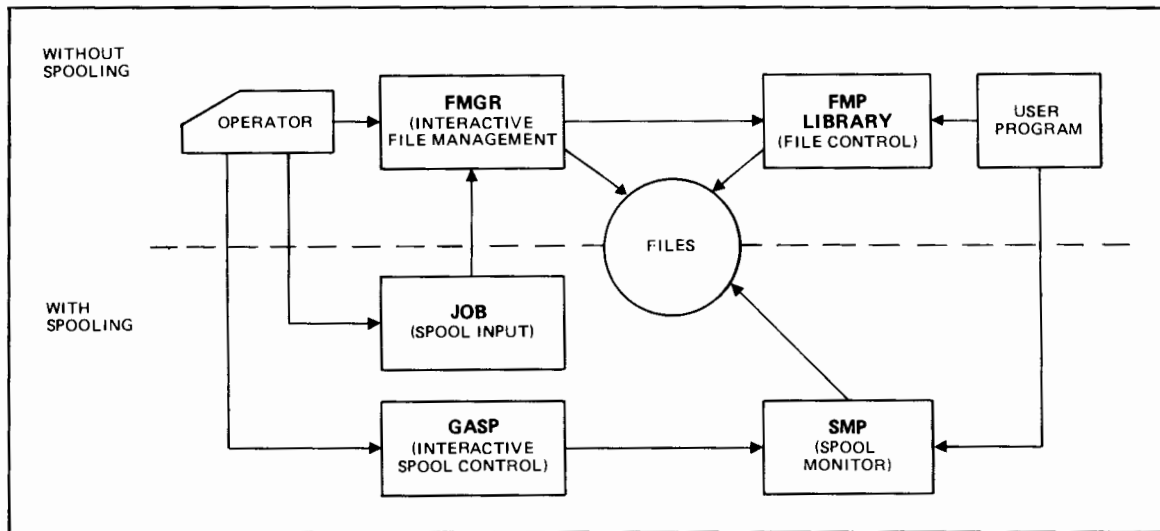 WITHOUT
SPOOLING
OPERATOR
FMGR
(INTERACTIVE
FILE MANAGEMENT
FMP
LIBRARY
(FILE CONTROL)
USER
PROGRAM
FILES
WITH
SPOOLING
JOB
(SPOOL INPUT)
GASP
(INTERACTIVE
SPOOL CONTROL)
SMP
(SPOOL
MONITOR)